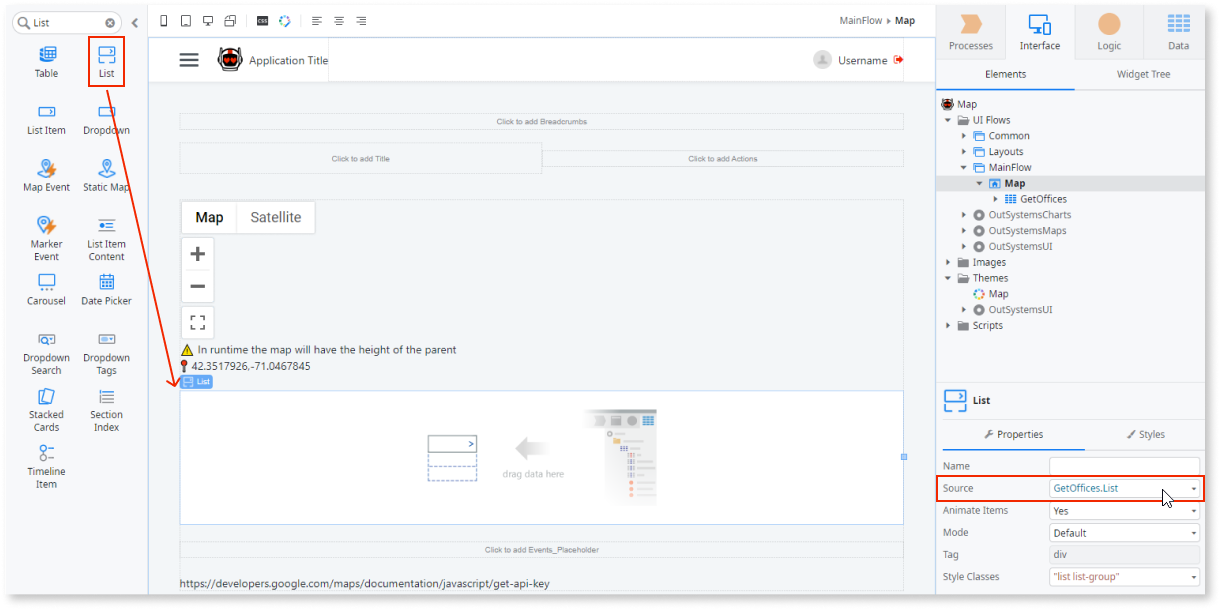 List
Table
List
List Item
Dropdown
Map Event
Static Map
Marker
Event
List Item
Content
Carousel
Date Picker
Dropdown
Search
Dropdown
Tags
Stacked
Cards
Section
Index
Timeline
Item
CSS
MainFlow ▸ Map
Application Title
Username
Click to add Breadcrumbs
Click to add Title
Click to add Actions
Map
Satellite
In runtime the map will have the height of the parent
42.3517926,-71.0467845
List
drag data here
Click to add Events_Placeholder
https://developers.google.com/maps/documentation/javascript/get-api-key
Processes
Interface
Logic
Data
Elements
Widget Tree
Map
UI Flows
Common
Layouts
MainFlow
Map
GetOffices
OutSystemsCharts
OutSystemsMaps
OutSystemsUI
Images
Themes
Map
OutSystemsUI
Scripts
List
Properties
Styles
Name
Source GetOffices.List
Animate Items Yes
Mode Default
Tag div
Style Classes "list list-group"